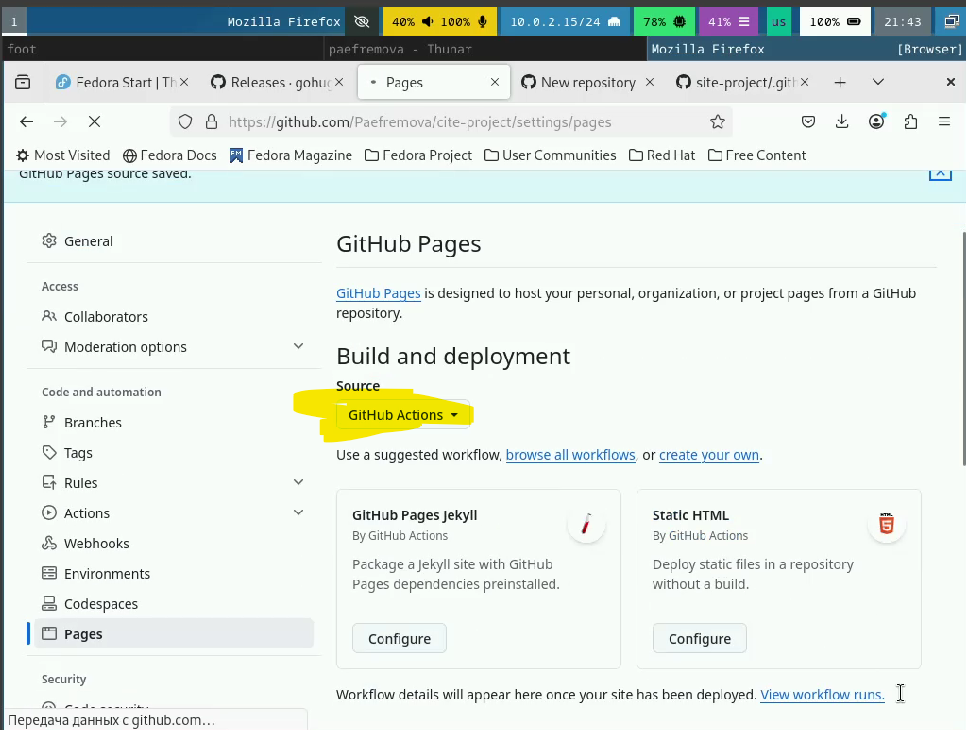 1 Mozilla Firefox 40% 100% 10.0.2.15/24 78% 41% us 100% 21:43
foot paefremova - Thunar Mozilla Firefox [Browser]
Fedora Start | Th Releases · gohug Pages New repository site-project/.gith
https://github.com/Paefremova/cite-project/settings/pages
Most Visited Fedora Docs Fedora Magazine Fedora Project User Communities Red Hat Free Content
GitHub Pages source saved.
General
Access
Collaborators
Moderation options
Code and automation
Branches
Tags
Rules
Actions
Webhooks
Environments
Codespaces
Pages
Security
Code security
GitHub Pages
GitHub Pages is designed to host your personal, organization, or project pages from a GitHub
repository.
Build and deployment
Source
GitHub Actions
Use a suggested workflow, browse all workflows, or create your own.
GitHub Pages Jekyll
By GitHub Actions
Package a Jekyll site with GitHub
Pages dependencies preinstalled.
Configure
Static HTML
By GitHub Actions
Deploy static files in a repository
without a build.
Configure
Workflow details will appear here once your site has been deployed. View workflow runs.
Передача данных с github.com…